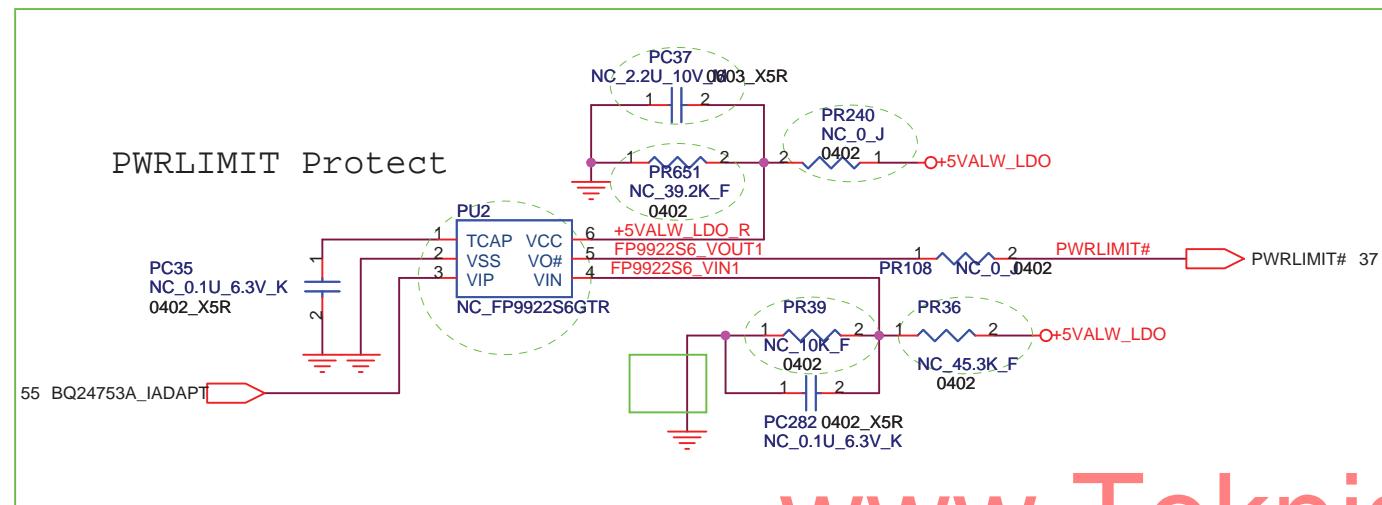 PC37
NC_2.2U_10V_M 0603_X5R
1 2
PR240
NC_0_J
0402
PWRLIMIT Protect
1 2 2 1 +5VALW_LDO
PR651
NC_39.2K_F
0402
PU2
1 TCAP VCC 6 +5VALW_LDO_R
2 VSS VO# 5 FP9922S6_VOUT1
3 VIP VIN 4 FP9922S6_VIN1
NC_FP9922S6GTR
1 2 PWRLIMIT# PWRLIMIT# 37
PR108 NC_0_J 0402
1
PC35
NC_0.1U_6.3V_K
0402_X5R
2
PR39 PR36
1 2 1 2 +5VALW_LDO
NC_10K_F NC_45.3K_F
0402 0402
1 2
PC282 0402_X5R
NC_0.1U_6.3V_K
55 BQ24753A_IADAPT